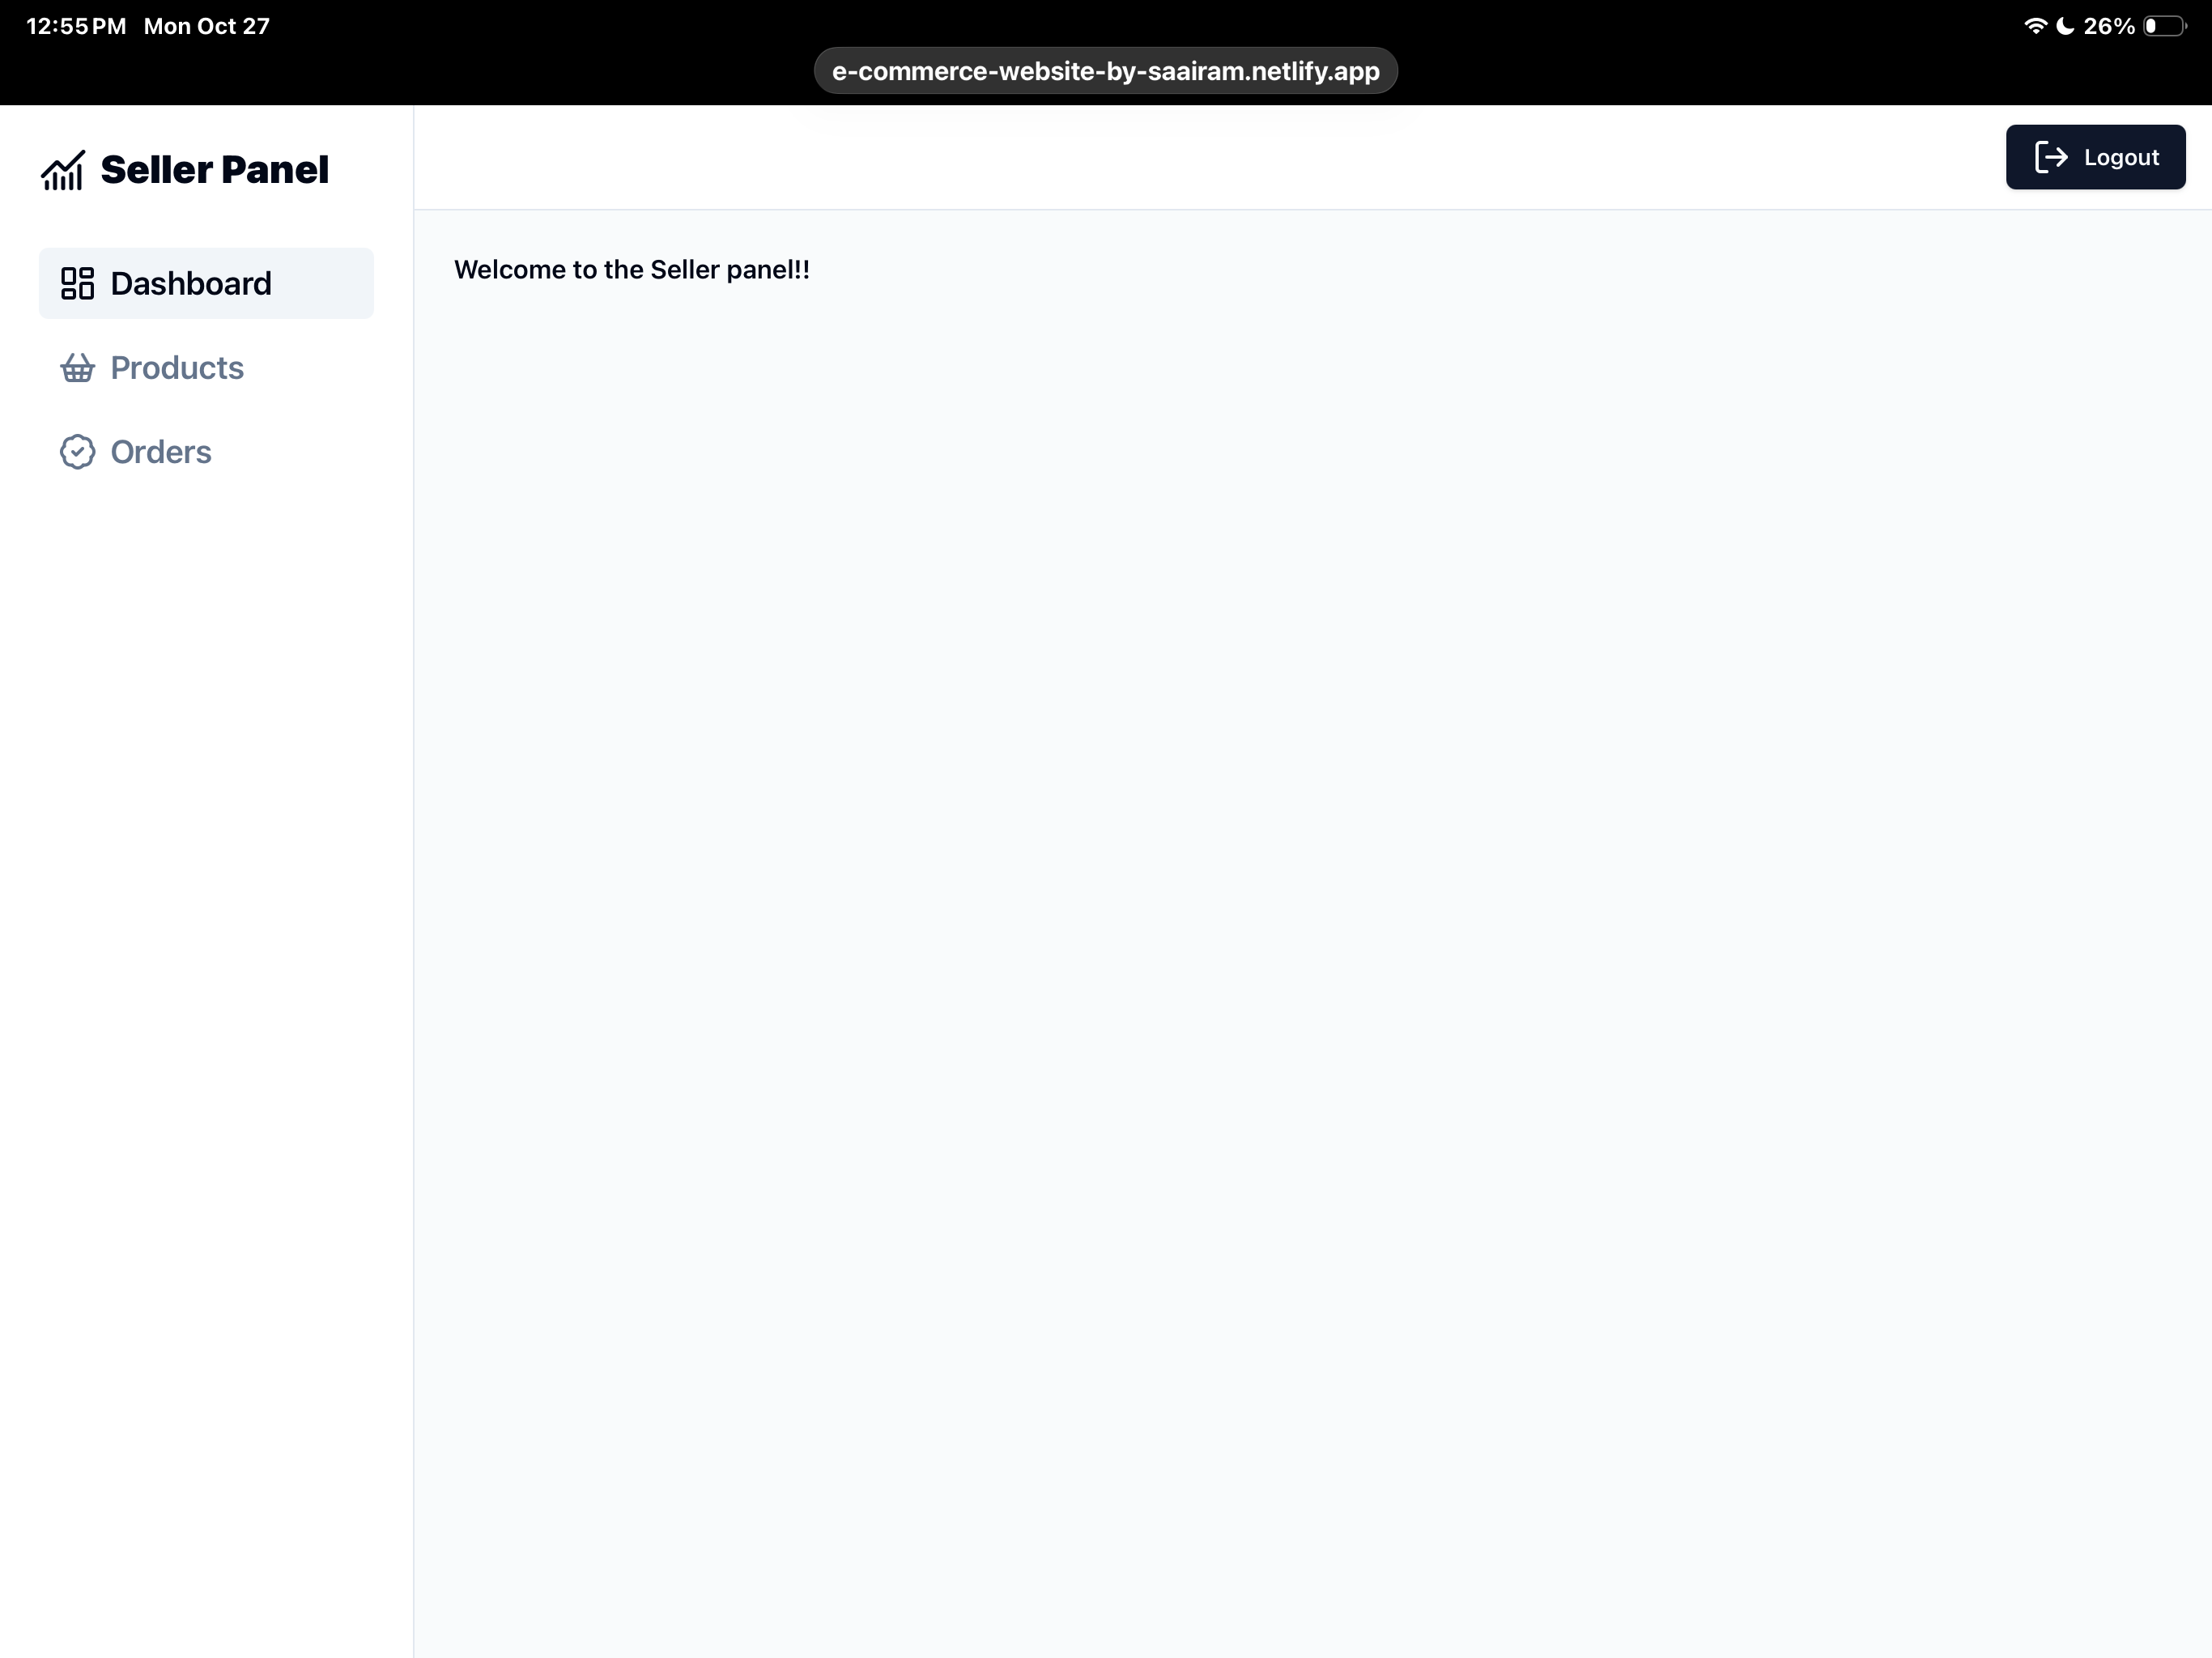 12:55 PM Mon Oct 27
26%
e-commerce-website-by-saairam.netlify.app
Seller Panel
Logout
Dashboard
Welcome to the Seller panel!!
Products
Orders